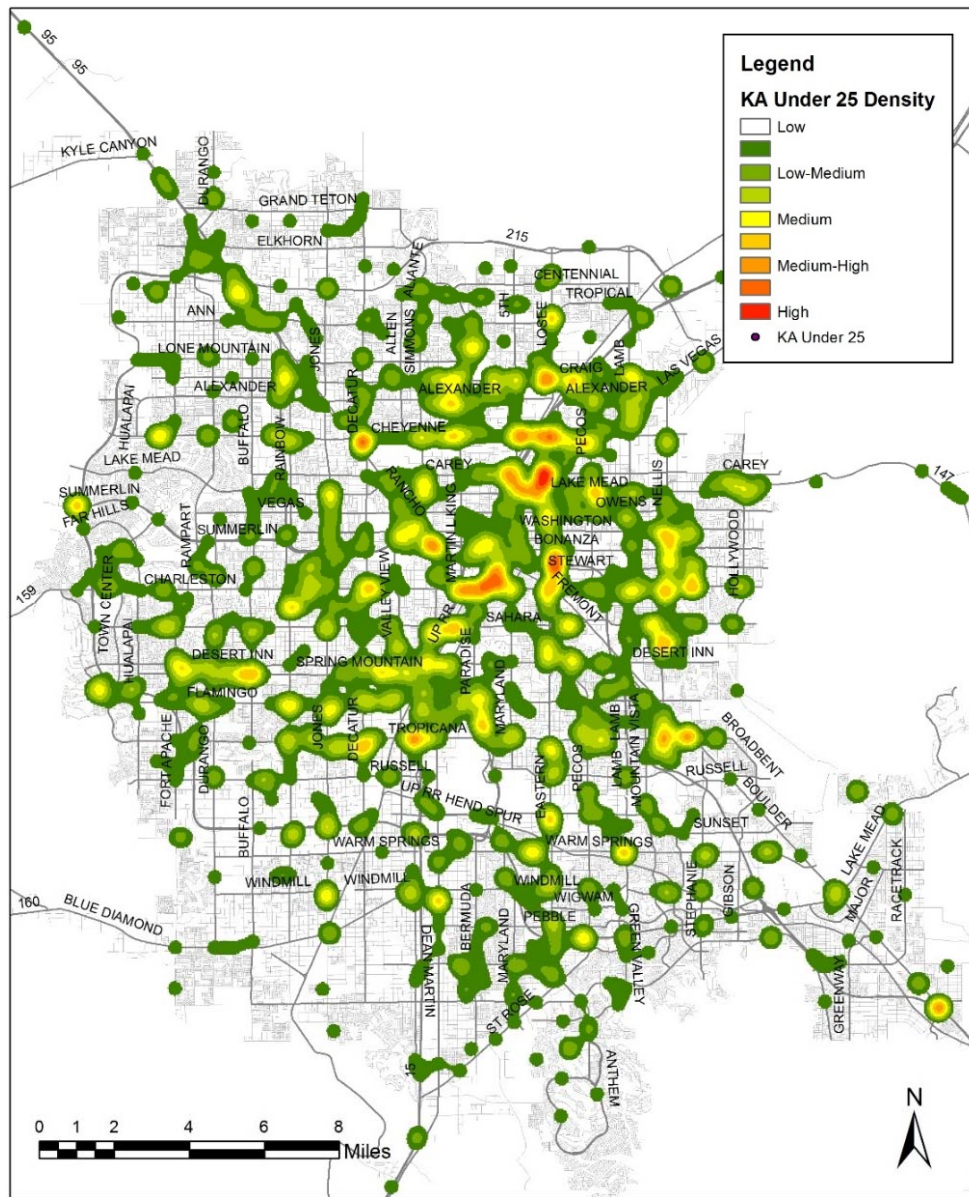 95
95
Legend
KA Under 25 Density
Low
Low-Medium
Medium
Medium-High
High
KA Under 25
KYLE CANYON
DURANGO
GRAND TETON
ELKHORN
215
ALIANTE
CENTENNIAL
TROPICAL
5TH
LOSEE
ANN
JONES
ALLEN
SIMMONS
LAMB
LAS VEGAS
LONE MOUNTAIN
CRAIG
ALEXANDER
ALEXANDER
ALEXANDER
DECATUR
HUALAPAI
BUFFALO
RAINBOW
CHEYENNE
PECOS
LAKE MEAD
CAREY
LAKE MEAD
NELLIS
CAREY
147
SUMMERLIN
FAR HILLS
VEGAS
RANCHO
MARTIN L KING
OWENS
WASHINGTON
RAMPART
SUMMERLIN
BONANZA
STEWART
HOLLYWOOD
159
TOWN CENTER
CHARLESTON
VALLEY VIEW
UP RR
FREMONT
SAHARA
HUALAPAI
DESERT INN
SPRING MOUNTAIN
PARADISE
MARYLAND
DESERT INN
FLAMINGO
FORT APACHE
DURANGO
JONES
DECATUR
TROPICANA
LAMB
LAMB
MOUNTAIN VISTA
BROADBENT
RUSSELL
EASTERN
PECOS
RUSSELL
BOULDER
UP RR HEND SPUR
BUFFALO
SUNSET
WARM SPRINGS
WARM SPRINGS
LAKE MEAD
WINDMILL
WINDMILL
WINDMILL
WIGWAM
STEPHANIE
GIBSON
MAJOR
RACETRACK
160
BLUE DIAMOND
PEBBLE
BERMUDA
MARYLAND
GREEN VALLEY
DEAN MARTIN
GREENWAY
ST ROSE
15
ANTHEM
N
0 1 2 4 6 8
Miles